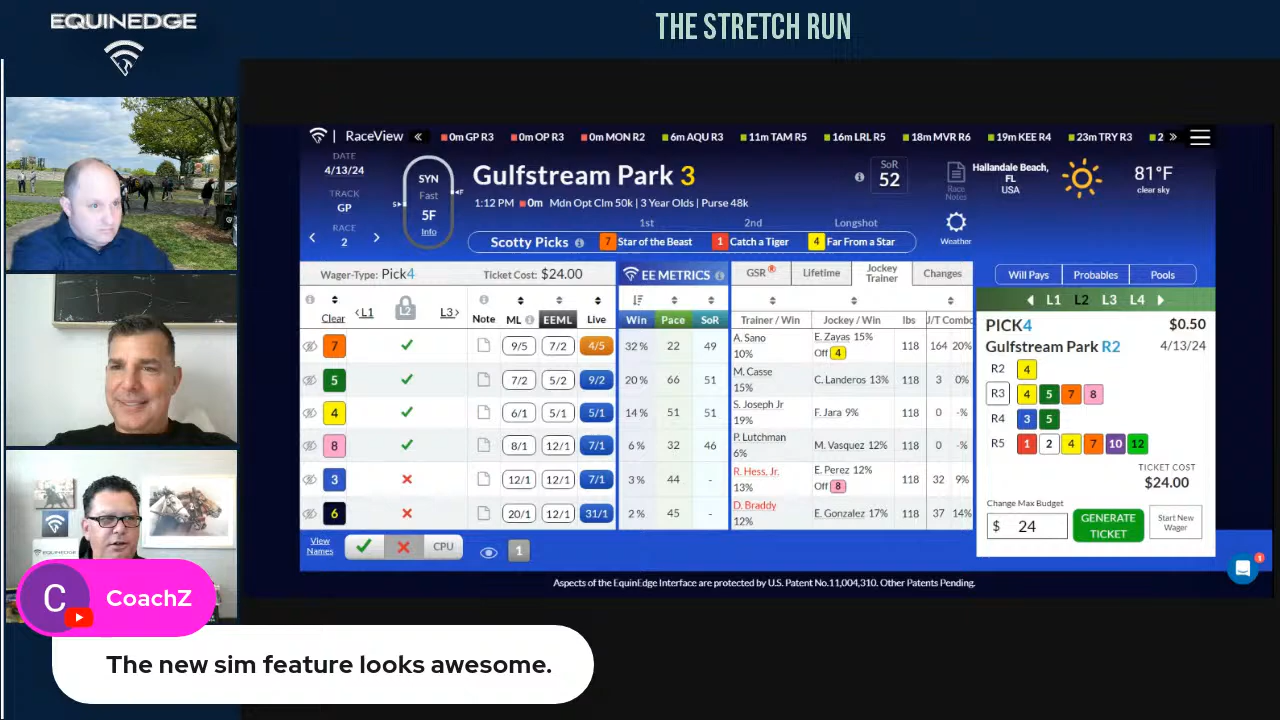 EQUINEDGE
THE STRETCH RUN
RaceView « 0m GP R3 0m OP R3 0m MON R2 6m AQU R3 11m TAM R5 16m LRL R5 18m MVR R6 19m KEE R4 23m TRY R3 2 »
DATE
4/13/24
TRACK
GP
RACE
2
SYN
Fast
5F
Info
Gulfstream Park 3
1:12 PM 0m Mdn Opt Clm 50k | 3 Year Olds | Purse 48k
SoR
52
Race Notes
Hallandale Beach,
FL
USA
81°F
clear sky
Weather
1st 2nd Longshot
Scotty Picks 7 Star of the Beast 1 Catch a Tiger 4 Far From a Star
Wager-Type: Pick4 Ticket Cost: $24.00
EE METRICS
GSR Lifetime Jockey Trainer Changes
Will Pays Probables Pools
Clear <L1 L2 L3> Note ML EEML Live Win Pace SoR Trainer / Win Jockey / Win lbs J/T Combo
7 9/5 7/2 4/5 32% 22 49 A. Sano 10% E. Zayas 15% Off 4 118 164 20%
5 7/2 5/2 9/2 20% 66 51 M. Casse 15% C. Landeros 13% 118 3 0%
4 6/1 5/1 5/1 14% 51 51 S. Joseph Jr 19% F. Jara 9% 118 0 -%
8 8/1 12/1 7/1 6% 32 46 P. Lutchman 6% M. Vasquez 12% 118 0 -%
3 12/1 12/1 7/1 3% 44 - R. Hess, Jr. 13% E. Perez 12% Off 8 118 32 9%
6 20/1 12/1 31/1 2% 45 - D. Braddy 12% E. Gonzalez 17% 118 37 14%
View Names
CPU
1
L1 L2 L3 L4
PICK4 $0.50
Gulfstream Park R2 4/13/24
R2 4
R3 4 5 7 8
R4 3 5
R5 1 2 4 7 10 12
TICKET COST
$24.00
Change Max Budget
$ 24
GENERATE TICKET
Start New Wager
1
Aspects of the EquinEdge Interface are protected by U.S. Patent No.11,004,310. Other Patents Pending.
C CoachZ
The new sim feature looks awesome.